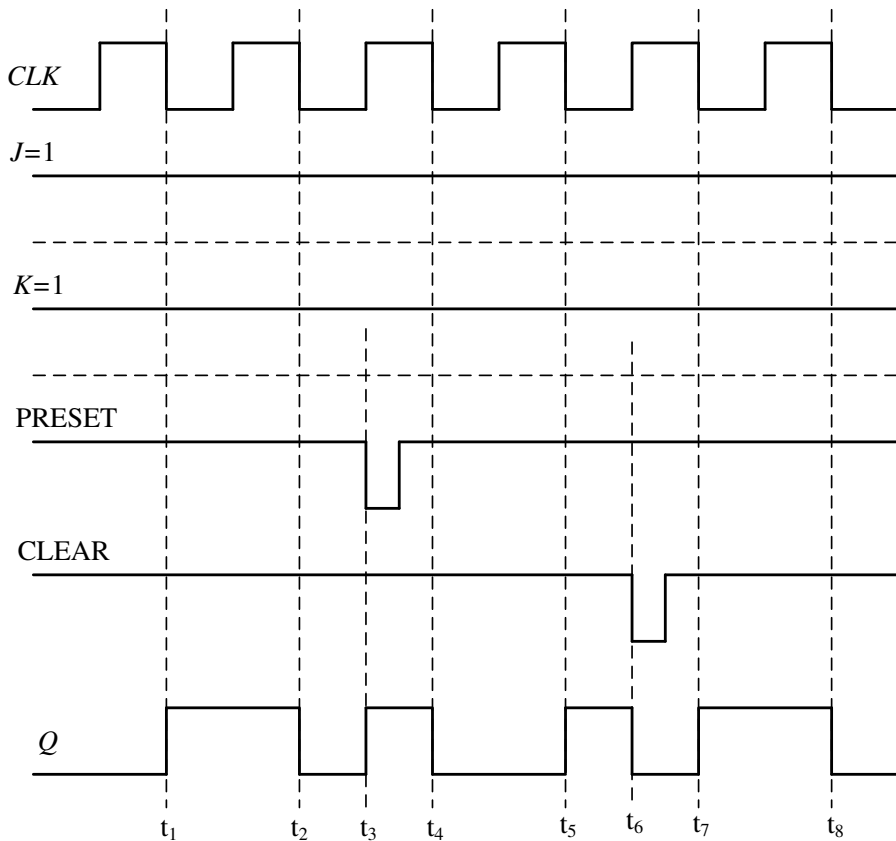 CLK
J=1
K=1
PRESET
CLEAR
Q
t₁ t₂ t₃ t₄ t₅ t₆ t₇ t₈